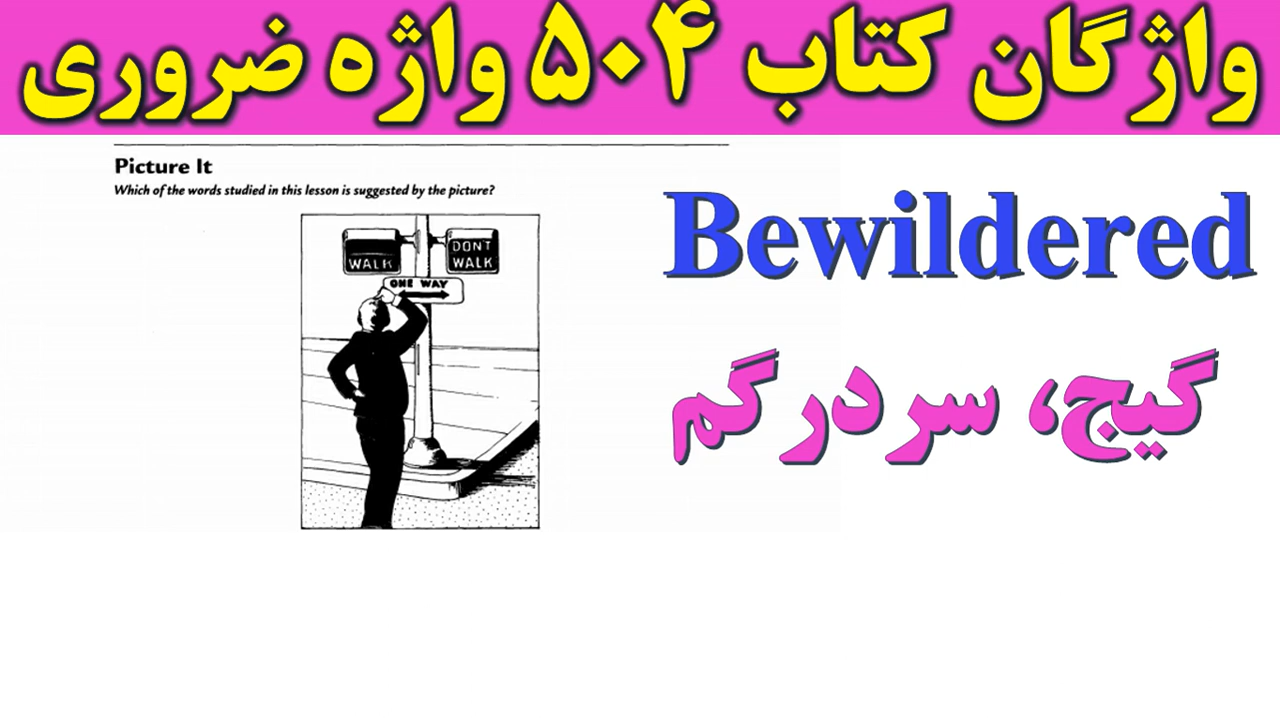 واژگان کتاب ۵۰۴ واژه ضروری
Picture It
Which of the words studied in this lesson is suggested by the picture?
WALK
DON'T
WALK
ONE WAY
Bewildered
گیج، سردرگم